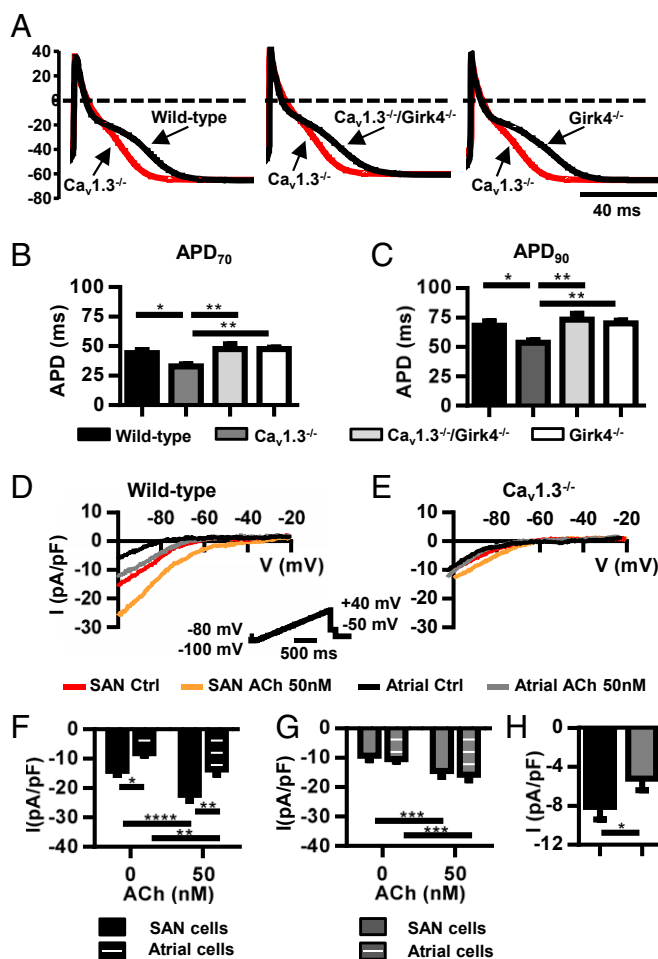 A
40
20
0
-20
-40
-60
-80
Wild-type
Cav1.3-/-
Cav1.3-/-/Girk4-/-
Cav1.3-/-
Girk4-/-
Cav1.3-/-
40 ms
B
APD70
APD (ms)
100
75
50
25
0
*
**
**
C
APD90
APD (ms)
100
75
50
25
0
*
**
**
Wild-type
Cav1.3-/-
Cav1.3-/-/Girk4-/-
Girk4-/-
D
Wild-type
I (pA/pF)
10
0
-10
-20
-30
-80 -60 -40 -20
V (mV)
-80 mV
-100 mV
+40 mV
-50 mV
500 ms
E
Cav1.3-/-
10
0
-10
-20
-30
-80 -60 -40 -20
V (mV)
SAN Ctrl
SAN ACh 50nM
Atrial Ctrl
Atrial ACh 50nM
F
I(pA/pF)
0
-10
-20
-30
-40
*
**
****
**
0 50
ACh (nM)
SAN cells
Atrial cells
G
I(pA/pF)
0
-10
-20
-30
-40
***
***
0 50
ACh (nM)
SAN cells
Atrial cells
H
I (pA/pF)
0
-4
-8
-12
*